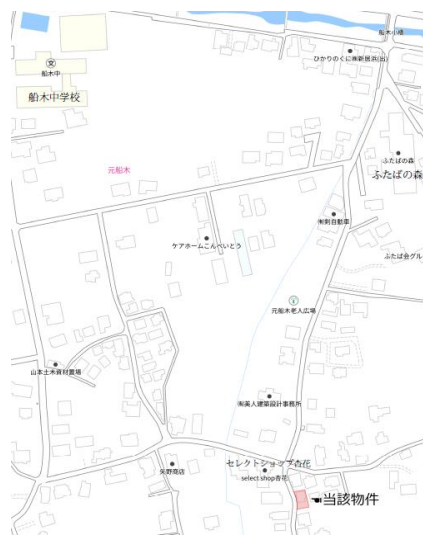 船木小橋
ひかりのくに㈱新居浜(出)
船木中
船木中学校
ふたばの森
ふたばの森
元船木
㈲剣自動車
ケアホームこんぺいとう
ふたば会グル
元船木老人広場
山本土木資材置場
㈲美人建築設計事務所
セレクトショップ杏花
矢野商店
select shop杏花
☚当該物件